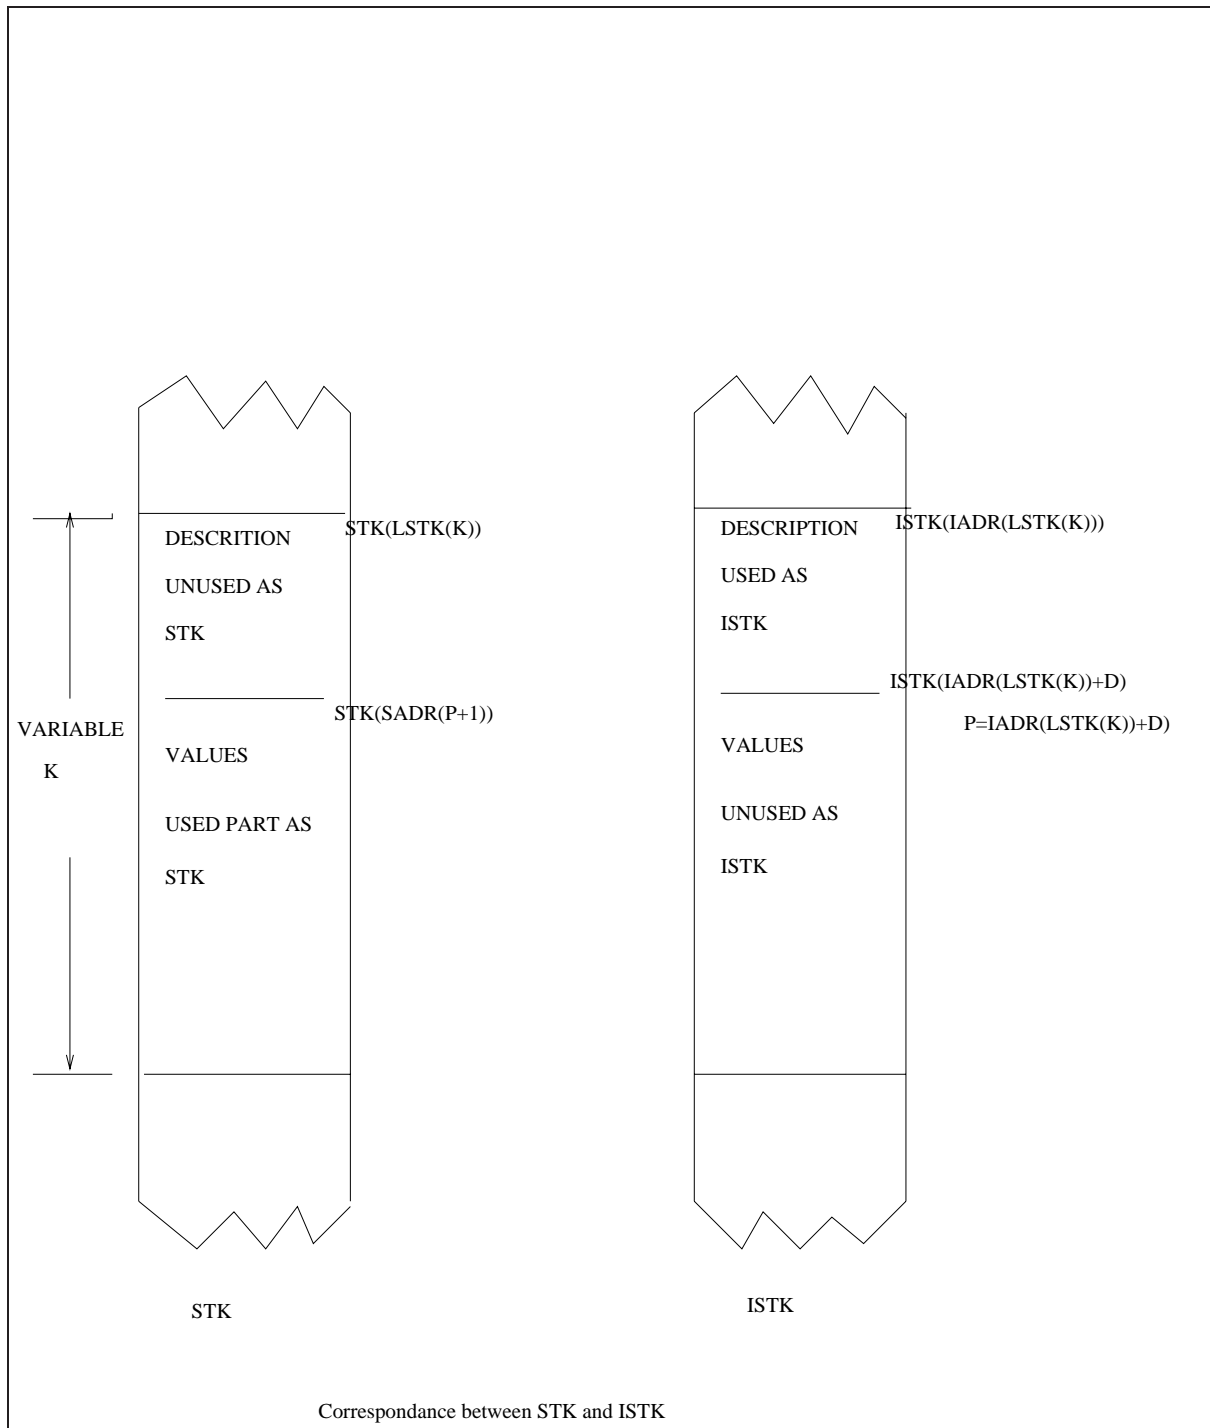 STK(LSTK(K))
DESCRITION
UNUSED AS
STK
STK(SADR(P+1))
VARIABLE
K
VALUES
USED PART AS
STK
ISTK(IADR(LSTK(K)))
DESCRIPTION
USED AS
ISTK
ISTK(IADR(LSTK(K))+D)
P=IADR(LSTK(K))+D)
VALUES
UNUSED AS
ISTK
STK
ISTK
Correspondance between STK and ISTK